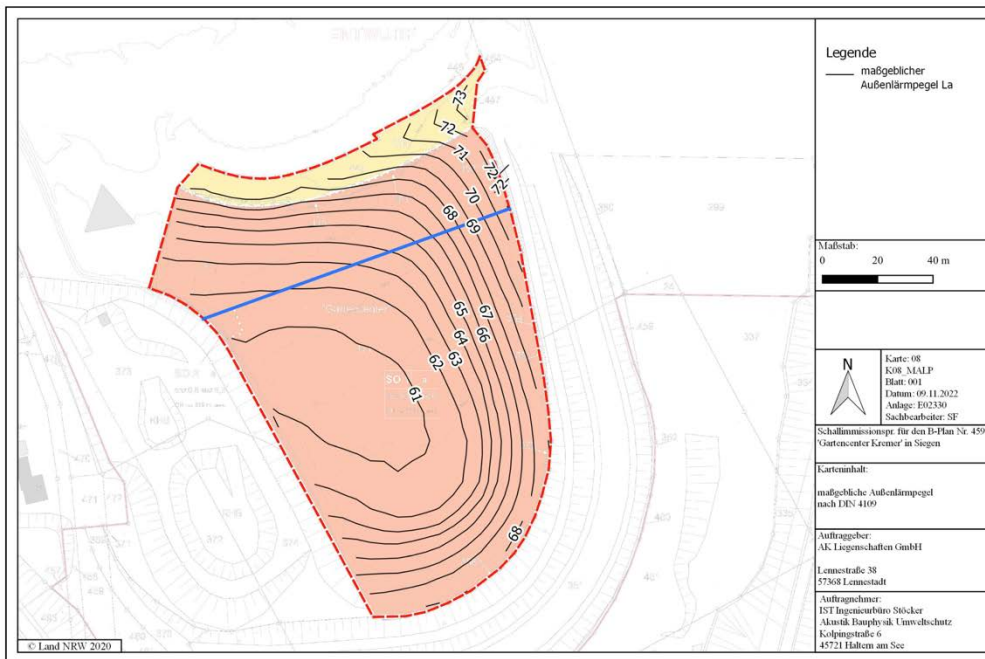 73
72
71
72
72
70
69
68
67
66
65
64
63
62
61
68
SO
© Land NRW 2020
Legende
maßgeblicher
Außenlärmpegel La
Maßstab:
0 20 40 m
N
Karte: 08
K08_MALP
Blatt: 001
Datum: 09.11.2022
Anlage: E02330
Sachbearbeiter: SF
Schallimmissionspr. für den B-Plan Nr. 459
'Gartencenter Kremer' in Siegen
Karteninhalt:
maßgebliche Außenlärmpegel
nach DIN 4109
Auftraggeber:
AK Liegenschaften GmbH
Lennestraße 38
57368 Lennestadt
Auftragnehmer:
IST Ingenieurbüro Stöcker
Akustik Bauphysik Umweltschutz
Kolpingstraße 6
45721 Haltern am See